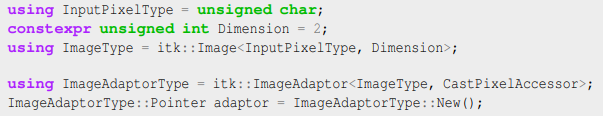 using InputPixelType = unsigned char;
constexpr unsigned int Dimension = 2;
using ImageType = itk::Image<InputPixelType, Dimension>;
using ImageAdaptorType = itk::ImageAdaptor<ImageType, CastPixelAccessor>;
ImageAdaptorType::Pointer adaptor = ImageAdaptorType::New();